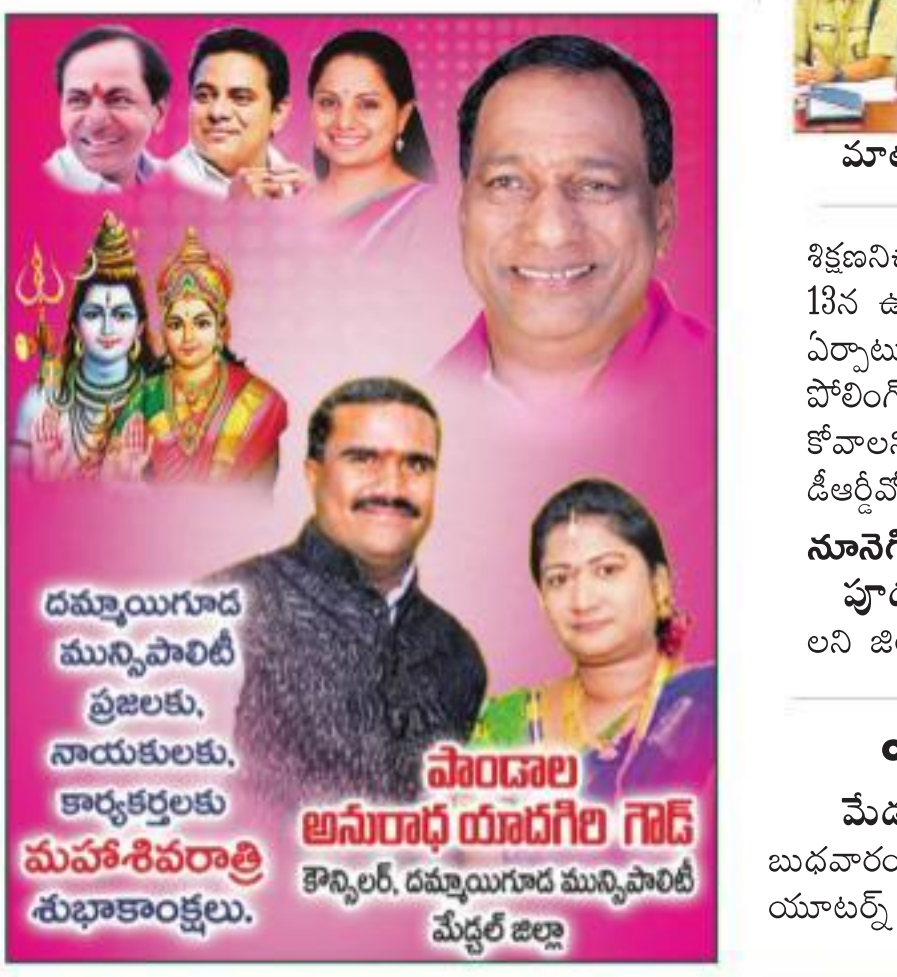 దమ్మాయిగూడ
మున్సిపాలిటీ
ప్రజలకు,
నాయకులకు,
కార్యకర్తలకు
మహాశివరాత్రి
శుభాకాంక్షలు.
పాండాల
అనురాధ యాదగిరి గౌడ్
కౌన్సిలర్, దమ్మాయిగూడ మున్సిపాలిటీ
మేడ్చల్ జిల్లా
శిక్షణనిచ
13న ఉ
ఏర్పాటు
పోలింగ్
కోవాలని
డీఆర్డీవో
నూనెగి
లని జిల
బుధవారం
యూటర్న్